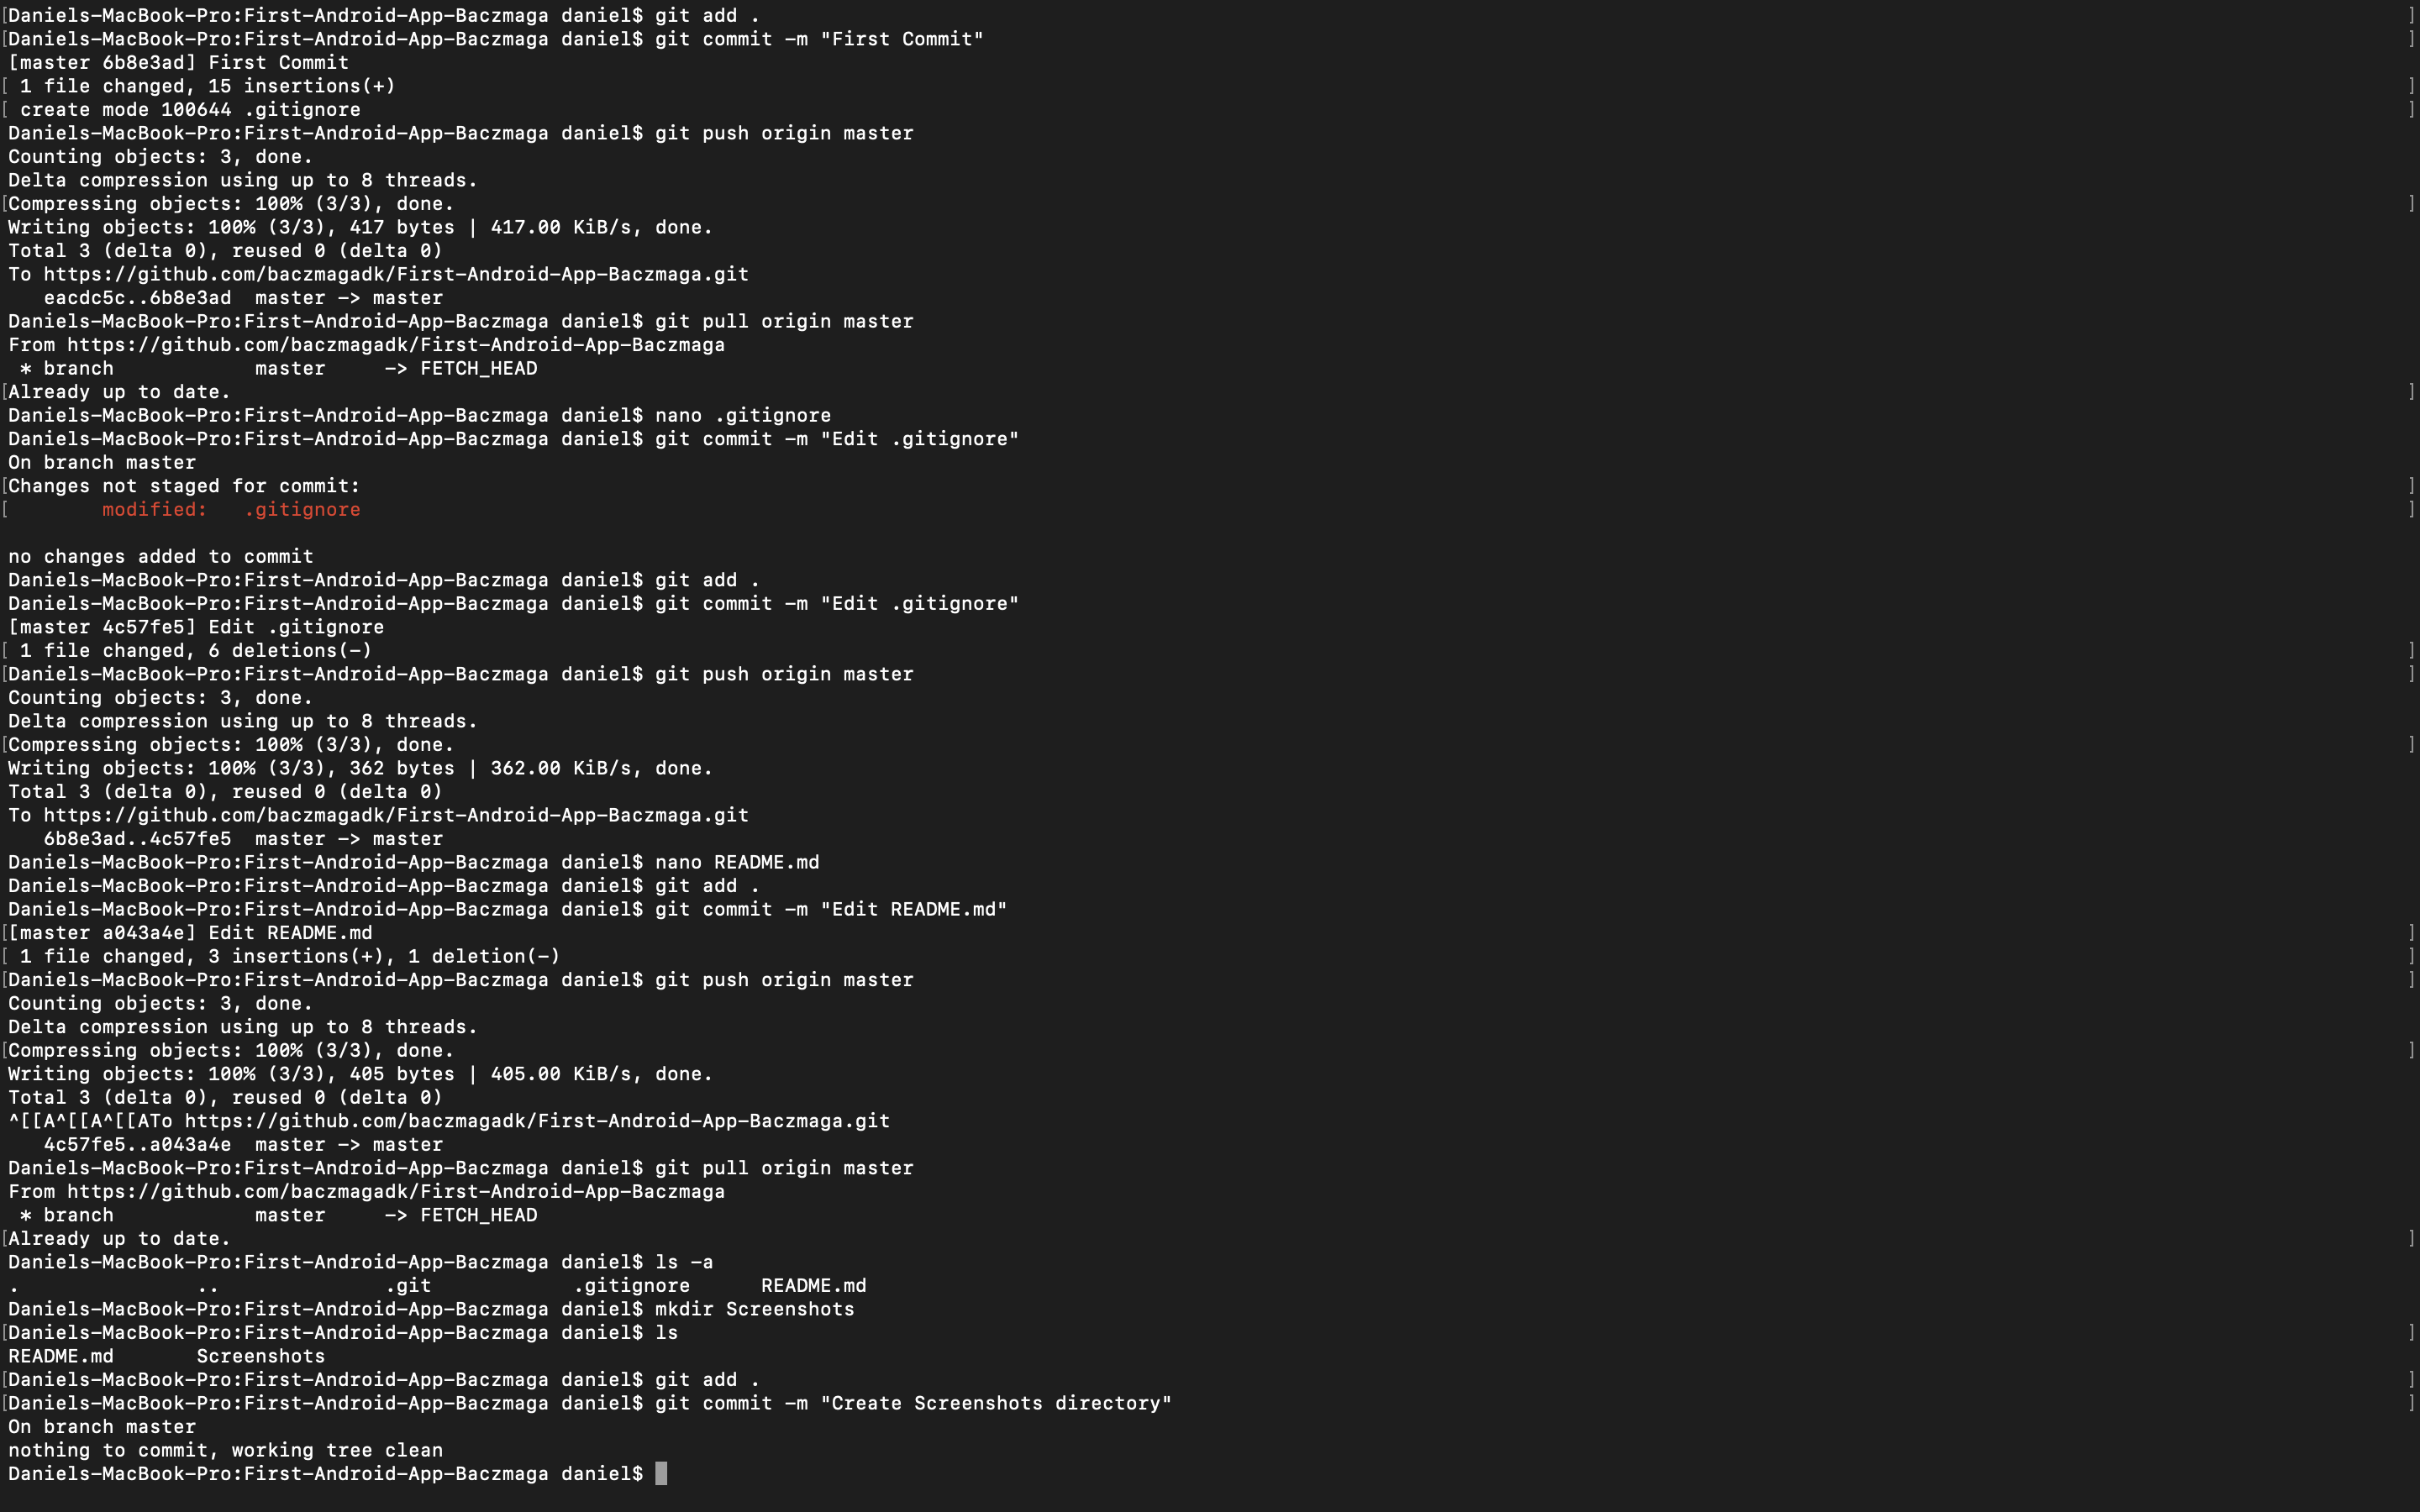 [Daniels-MacBook-Pro:First-Android-App-Baczmaga daniel$ git add . ]
[Daniels-MacBook-Pro:First-Android-App-Baczmaga daniel$ git commit -m "First Commit" ]
[master 6b8e3ad] First Commit
[ 1 file changed, 15 insertions(+) ]
[ create mode 100644 .gitignore ]
Daniels-MacBook-Pro:First-Android-App-Baczmaga daniel$ git push origin master
Counting objects: 3, done.
Delta compression using up to 8 threads.
[Compressing objects: 100% (3/3), done. ]
Writing objects: 100% (3/3), 417 bytes | 417.00 KiB/s, done.
Total 3 (delta 0), reused 0 (delta 0)
To https://github.com/baczmagadk/First-Android-App-Baczmaga.git
   eacdc5c..6b8e3ad  master -> master
Daniels-MacBook-Pro:First-Android-App-Baczmaga daniel$ git pull origin master
From https://github.com/baczmagadk/First-Android-App-Baczmaga
 * branch            master     -> FETCH_HEAD
[Already up to date. ]
Daniels-MacBook-Pro:First-Android-App-Baczmaga daniel$ nano .gitignore
Daniels-MacBook-Pro:First-Android-App-Baczmaga daniel$ git commit -m "Edit .gitignore"
On branch master
[Changes not staged for commit: ]
[        modified:   .gitignore ]
no changes added to commit
Daniels-MacBook-Pro:First-Android-App-Baczmaga daniel$ git add .
Daniels-MacBook-Pro:First-Android-App-Baczmaga daniel$ git commit -m "Edit .gitignore"
[master 4c57fe5] Edit .gitignore
[ 1 file changed, 6 deletions(-) ]
[Daniels-MacBook-Pro:First-Android-App-Baczmaga daniel$ git push origin master ]
Counting objects: 3, done.
Delta compression using up to 8 threads.
[Compressing objects: 100% (3/3), done. ]
Writing objects: 100% (3/3), 362 bytes | 362.00 KiB/s, done.
Total 3 (delta 0), reused 0 (delta 0)
To https://github.com/baczmagadk/First-Android-App-Baczmaga.git
   6b8e3ad..4c57fe5  master -> master
Daniels-MacBook-Pro:First-Android-App-Baczmaga daniel$ nano README.md
Daniels-MacBook-Pro:First-Android-App-Baczmaga daniel$ git add .
Daniels-MacBook-Pro:First-Android-App-Baczmaga daniel$ git commit -m "Edit README.md"
[[master a043a4e] Edit README.md ]
[ 1 file changed, 3 insertions(+), 1 deletion(-) ]
[Daniels-MacBook-Pro:First-Android-App-Baczmaga daniel$ git push origin master ]
Counting objects: 3, done.
Delta compression using up to 8 threads.
[Compressing objects: 100% (3/3), done. ]
Writing objects: 100% (3/3), 405 bytes | 405.00 KiB/s, done.
Total 3 (delta 0), reused 0 (delta 0)
^[[A^[[A^[[ATo https://github.com/baczmagadk/First-Android-App-Baczmaga.git
   4c57fe5..a043a4e  master -> master
Daniels-MacBook-Pro:First-Android-App-Baczmaga daniel$ git pull origin master
From https://github.com/baczmagadk/First-Android-App-Baczmaga
 * branch            master     -> FETCH_HEAD
[Already up to date. ]
Daniels-MacBook-Pro:First-Android-App-Baczmaga daniel$ ls -a
.               ..              .git            .gitignore      README.md
Daniels-MacBook-Pro:First-Android-App-Baczmaga daniel$ mkdir Screenshots
[Daniels-MacBook-Pro:First-Android-App-Baczmaga daniel$ ls ]
README.md       Screenshots
[Daniels-MacBook-Pro:First-Android-App-Baczmaga daniel$ git add . ]
[Daniels-MacBook-Pro:First-Android-App-Baczmaga daniel$ git commit -m "Create Screenshots directory" ]
On branch master
nothing to commit, working tree clean
Daniels-MacBook-Pro:First-Android-App-Baczmaga daniel$